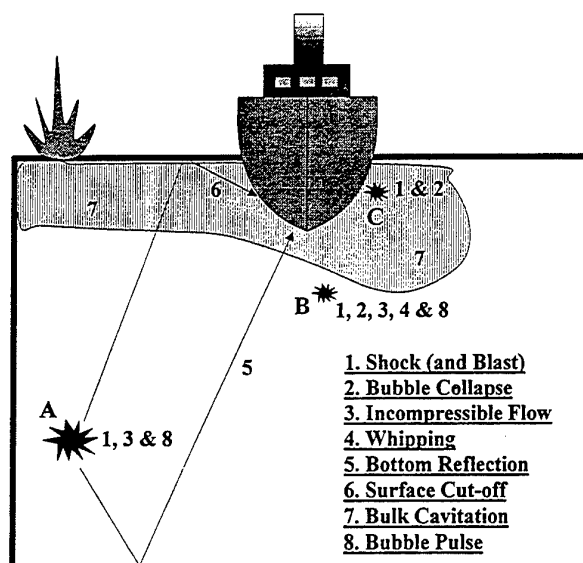 6
1 & 2
C
7
7
B
1, 2, 3, 4 & 8
5
A
1, 3 & 8
1. Shock (and Blast)
2. Bubble Collapse
3. Incompressible Flow
4. Whipping
5. Bottom Reflection
6. Surface Cut-off
7. Bulk Cavitation
8. Bubble Pulse